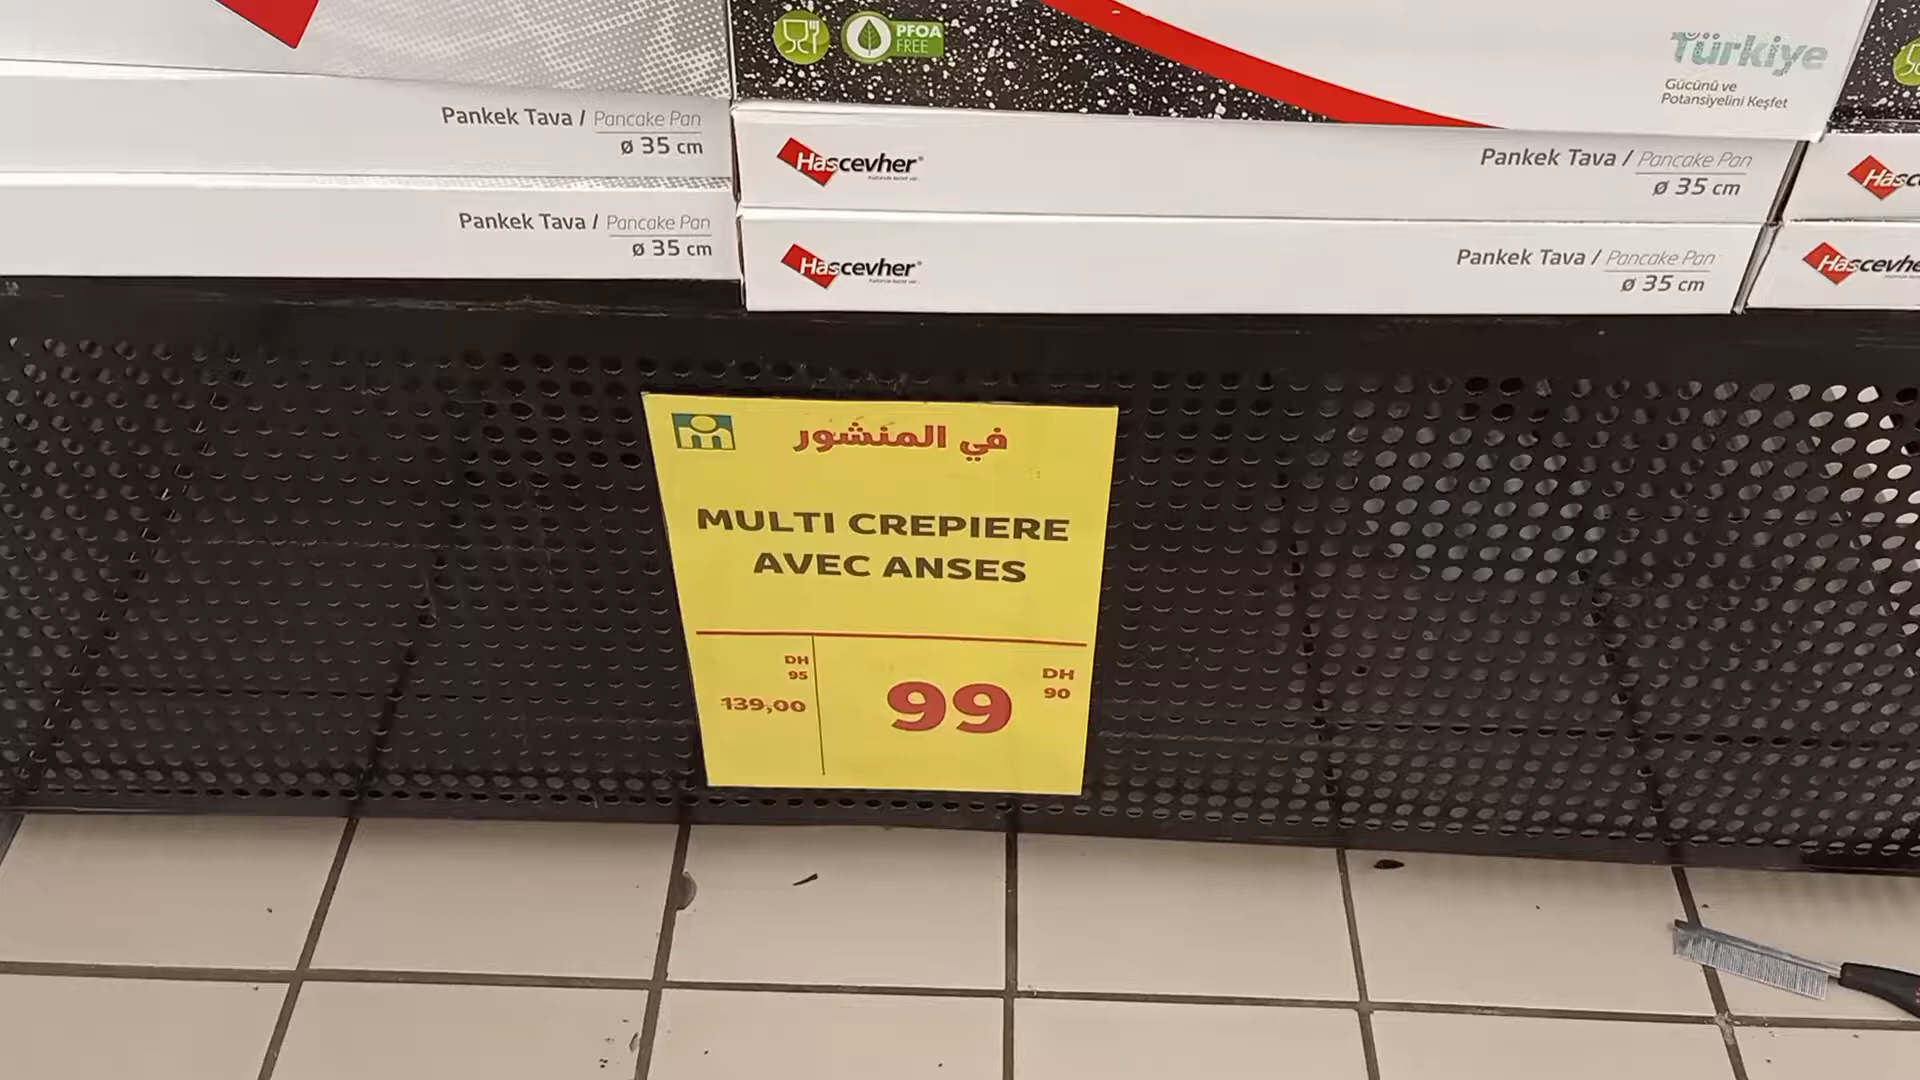 PFOA
FREE
Türkiye
Gücünü ve
Potansiyelini Keşfet
Pankek Tava / Pancake Pan
ø 35 cm
Pankek Tava / Pancake Pan
ø 35 cm
Hascevher®
Pankek Tava / Pancake Pan
ø 35 cm
Hascevher®
Pankek Tava / Pancake Pan
ø 35 cm
Hascevher
في المنشور
MULTI CREPIERE
AVEC ANSES
DH
95
139,00
99
DH
90